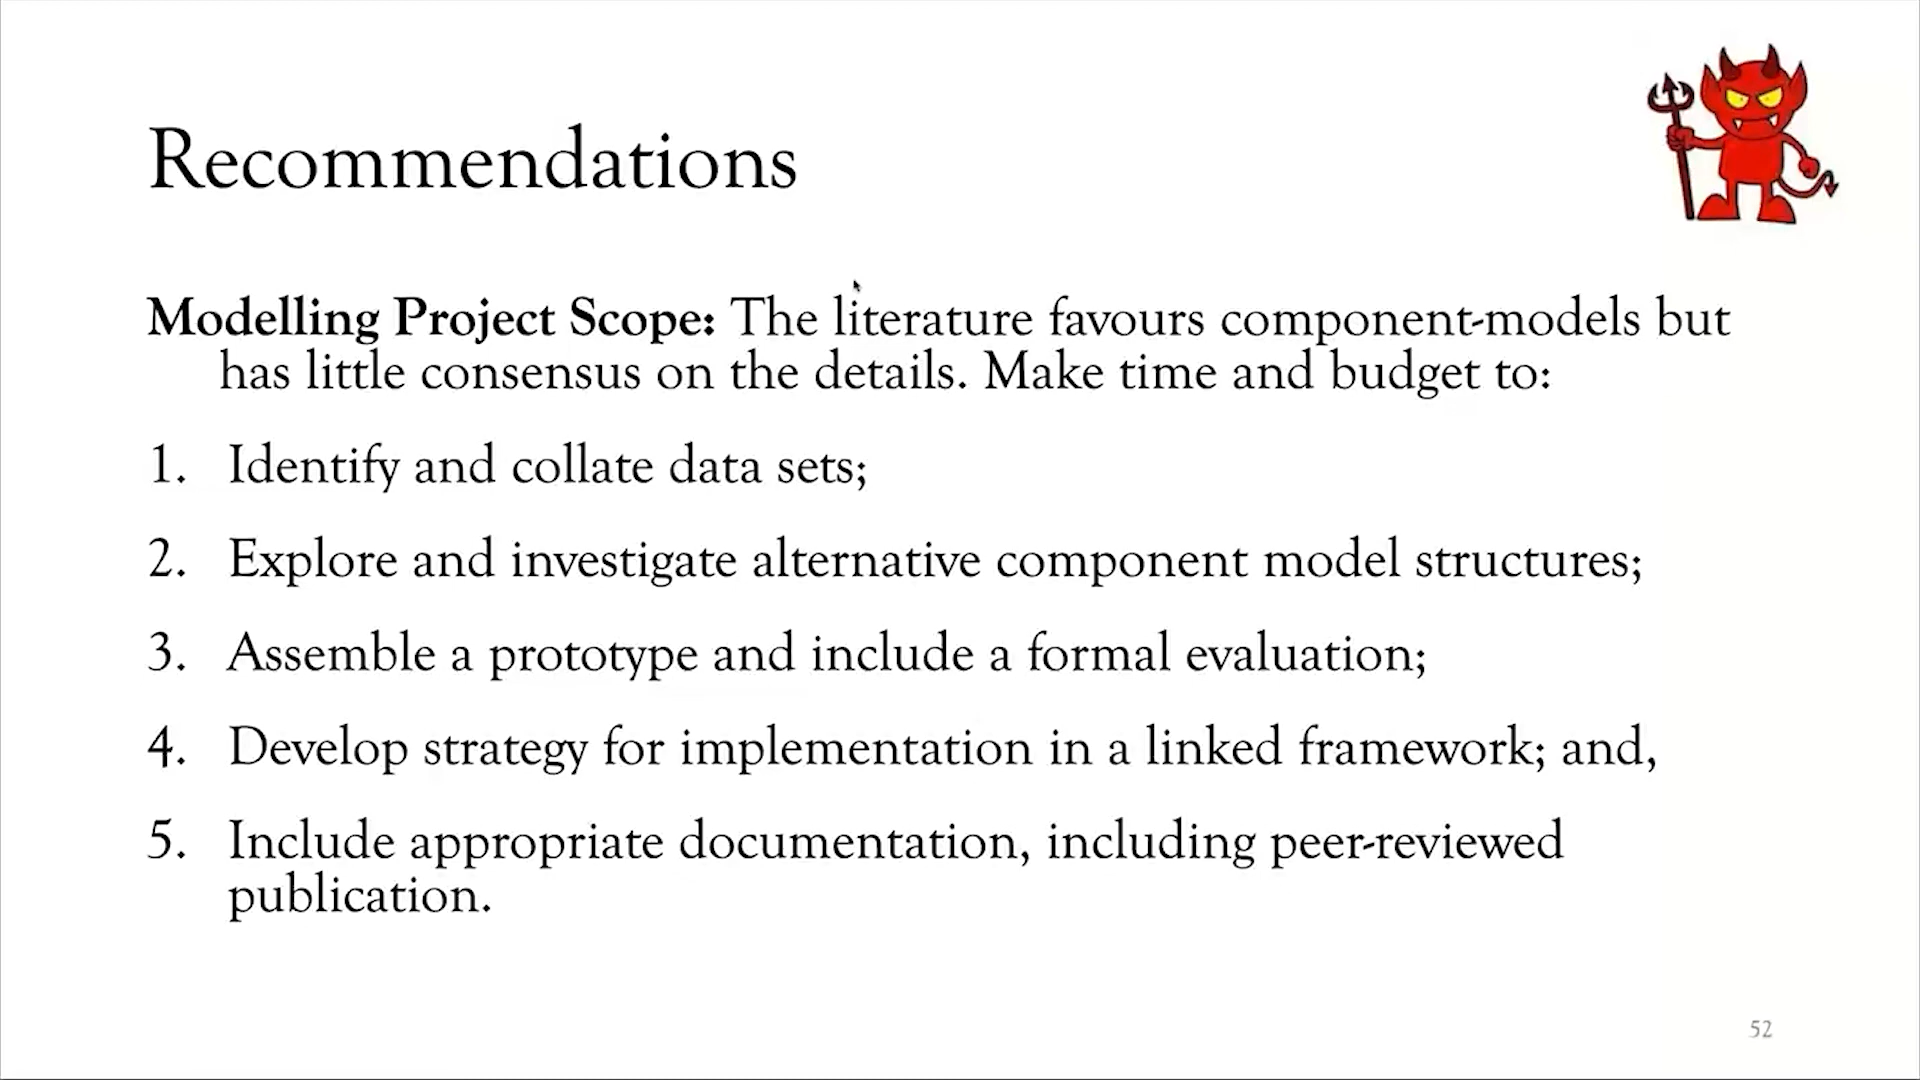 Recommendations
Modelling Project Scope: The literature favours component-models but
has little consensus on the details. Make time and budget to:
1. Identify and collate data sets;
2. Explore and investigate alternative component model structures;
3. Assemble a prototype and include a formal evaluation;
4. Develop strategy for implementation in a linked framework; and,
5. Include appropriate documentation, including peer-reviewed
publication.
52